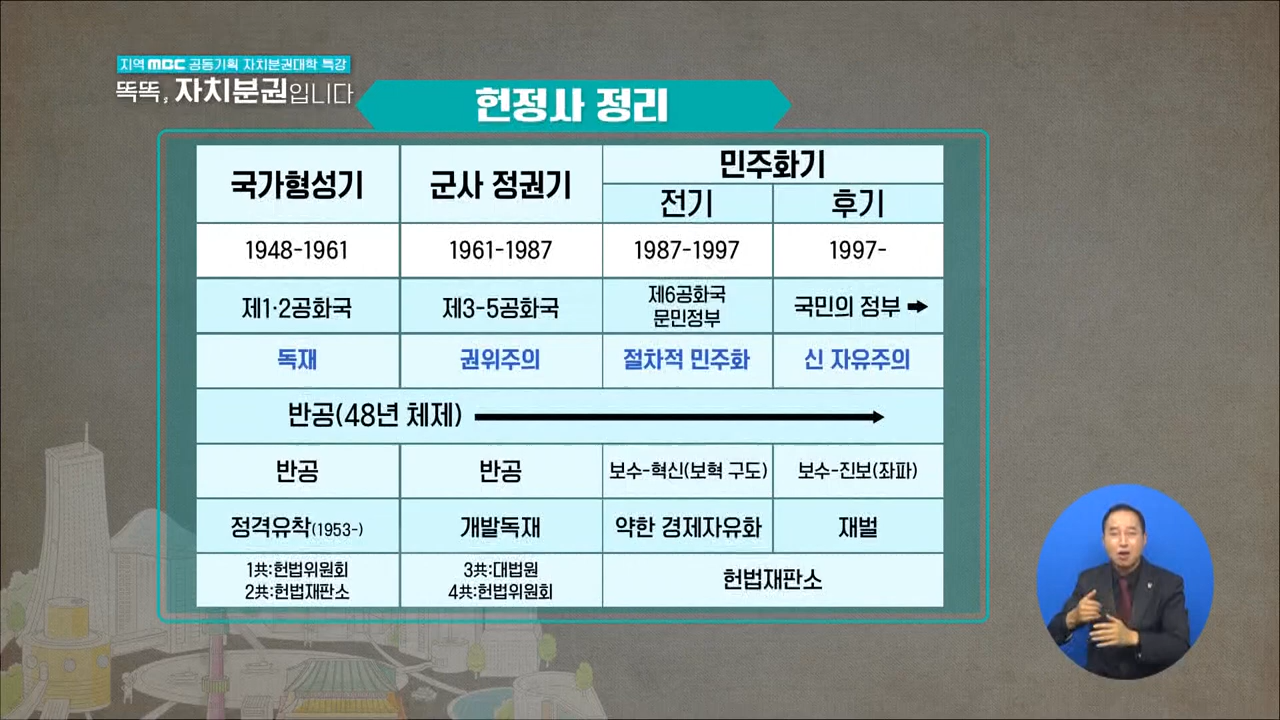 지역 MBC 공동기획 자치분권대학 특강
똑똑, 자치분권입니다
헌정사 정리
국가형성기 군사 정권기 민주화기
전기 후기
1948-1961 1961-1987 1987-1997 1997-
제1·2공화국 제3-5공화국 제6공화국
문민정부 국민의 정부 ➡
독재 권위주의 절차적 민주화 신 자유주의
반공(48년 체제)
반공 반공 보수-혁신(보혁 구도) 보수-진보(좌파)
정격유착(1953-) 개발독재 약한 경제자유화 재벌
1共:헌법위원회 3共:대법원 헌법재판소
2共:헌법재판소 4共:헌법위원회